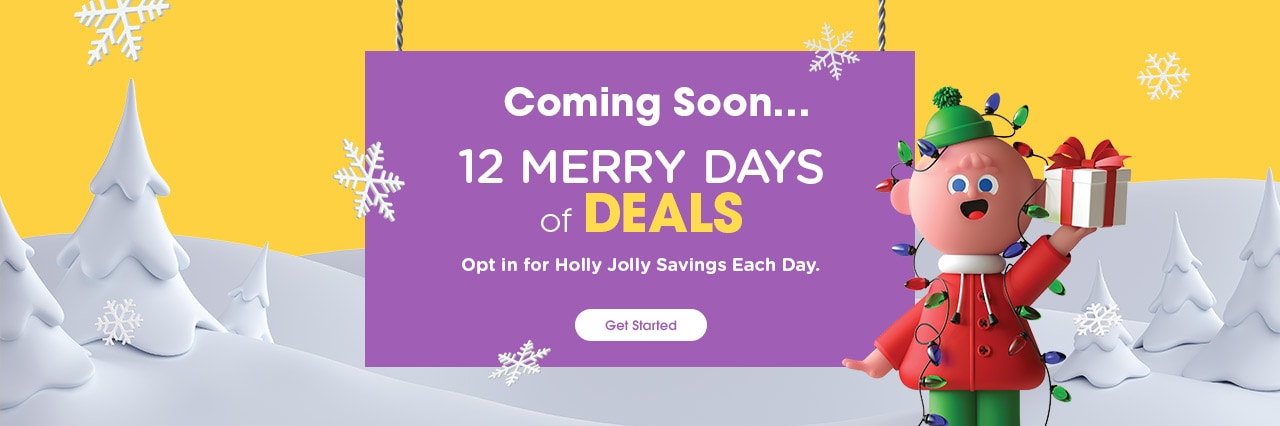 Coming Soon...
12 MERRY DAYS
of DEALS
Opt in for Holly Jolly Savings Each Day.
Get Started